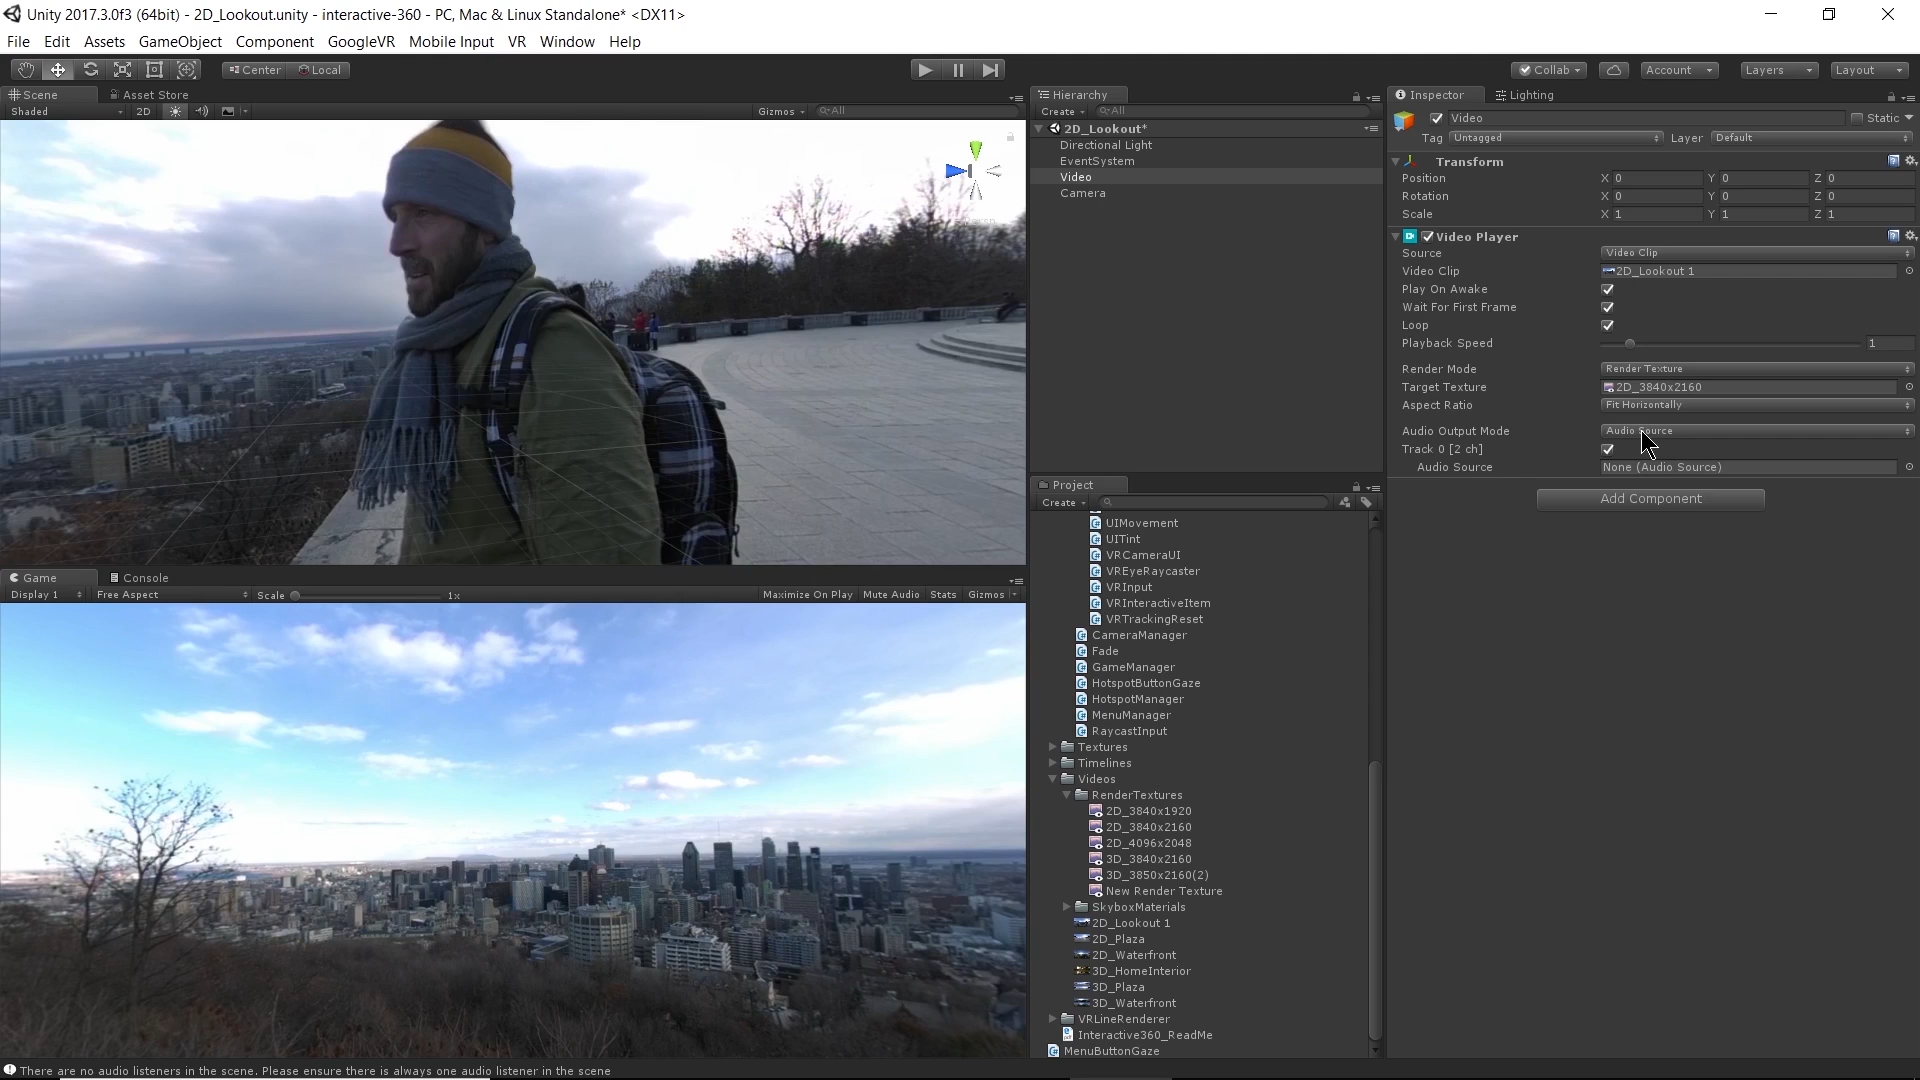 Unity 2017.3.0f3 (64bit) - 2D_Lookout.unity - interactive-360 - PC, Mac & Linux Standalone* <DX11>
File Edit Assets GameObject Component GoogleVR Mobile Input VR Window Help
Center Local
Collab Account Layers Layout
Scene Asset Store
Shaded 2D Gizmos All
Hierarchy
Create All
2D_Lookout*
Directional Light
EventSystem
Video
Camera
Inspector Lighting
Video Static
Tag Untagged Layer Default
Transform
Position X 0 Y 0 Z 0
Rotation X 0 Y 0 Z 0
Scale X 1 Y 1 Z 1
Video Player
Source Video Clip
Video Clip 2D_Lookout 1
Play On Awake
Wait For First Frame
Loop
Playback Speed 1
Render Mode Render Texture
Target Texture 2D_3840x2160
Aspect Ratio Fit Horizontally
Audio Output Mode Audio Source
Track 0 [2 ch]
Audio Source None (Audio Source)
Add Component
Project
Create
UIMovement
UITint
VRCameraUI
VREyeRaycaster
VRInput
VRInteractiveItem
VRTrackingReset
CameraManager
Fade
GameManager
HotspotButtonGaze
HotspotManager
MenuManager
RaycastInput
Textures
Timelines
Videos
RenderTextures
2D_3840x1920
2D_3840x2160
2D_4096x2048
3D_3840x2160
3D_3850x2160(2)
New Render Texture
SkyboxMaterials
2D_Lookout 1
2D_Plaza
2D_Waterfront
3D_HomeInterior
3D_Plaza
3D_Waterfront
VRLineRenderer
Interactive360_ReadMe
MenuButtonGaze
Game Console
Display 1 Free Aspect Scale 1x Maximize On Play Mute Audio Stats Gizmos
There are no audio listeners in the scene. Please ensure there is always one audio listener in the scene